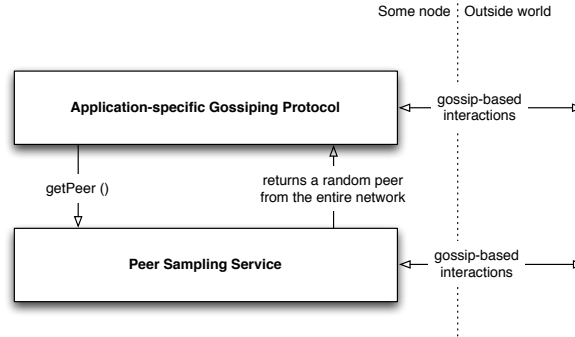 Some node
Outside world
Application-specific Gossiping Protocol
gossip-based
interactions
getPeer ()
returns a random peer
from the entire network
Peer Sampling Service
gossip-based
interactions